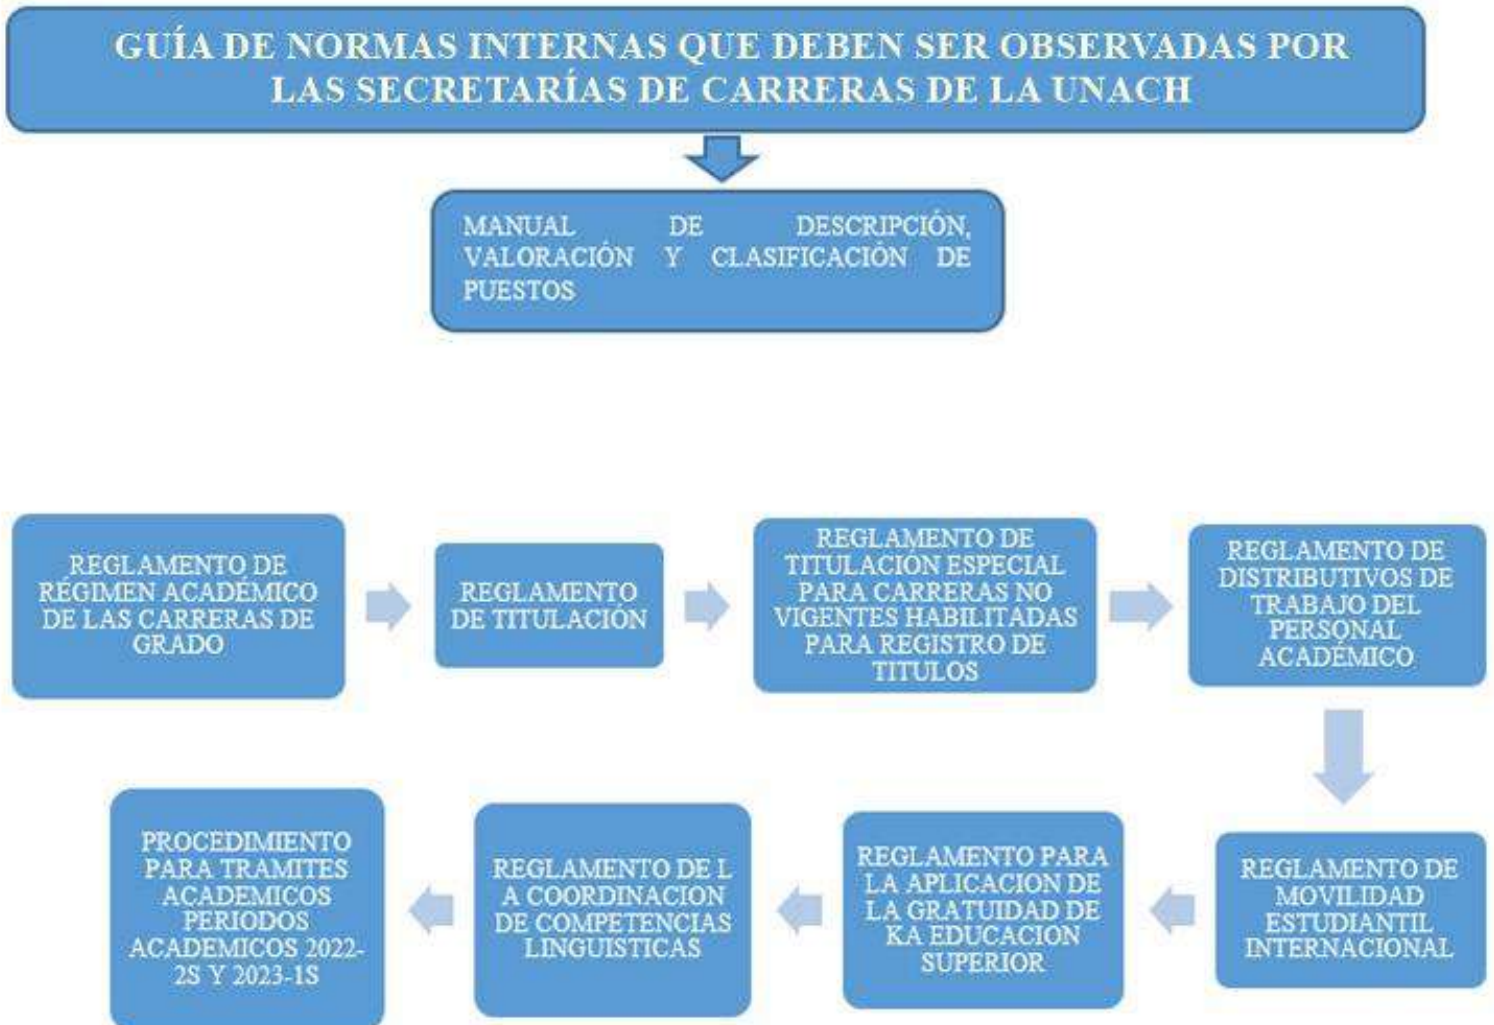 GUÍA DE NORMAS INTERNAS QUE DEBEN SER OBSERVADAS POR
LAS SECRETARÍAS DE CARRERAS DE LA UNACH
MANUAL DE DESCRIPCIÓN,
VALORACIÓN Y CLASIFICACIÓN DE
PUESTOS
REGLAMENTO DE
RÉGIMEN ACADÉMICO
DE LAS CARRERAS DE
GRADO
REGLAMENTO
DE TITULACIÓN
REGLAMENTO DE
TITULACIÓN ESPECIAL
PARA CARRERAS NO
VIGENTES HABILITADAS
PARA REGISTRO DE
TITULOS
REGLAMENTO DE
DISTRIBUTIVOS DE
TRABAJO DEL
PERSONAL
ACADÉMICO
REGLAMENTO DE
MOVILIDAD
ESTUDIANTIL
INTERNACIONAL
REGLAMENTO PARA
LA APLICACION DE
LA GRATUIDAD DE
KA EDUCACION
SUPERIOR
REGLAMENTO DE L
A COORDINACION
DE COMPETENCIAS
LINGUISTICAS
PROCEDIMIENTO
PARA TRAMITES
ACADEMICOS
PERIODOS
ACADEMICOS 2022-
2S Y 2023-1S